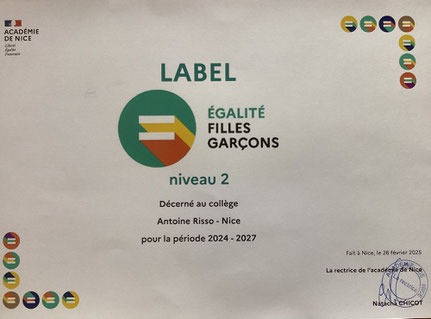 ACADÉMIE
DE NICE
Liberté
Égalité
Fraternité
LABEL
ÉGALITÉ
FILLES
GARÇONS
niveau 2
Décerné au collège
Antoine Risso - Nice
pour la période 2024 - 2027
Fait à Nice, le 26 février 2025
La rectrice de l'académie de Nice
Natacha CHICOT